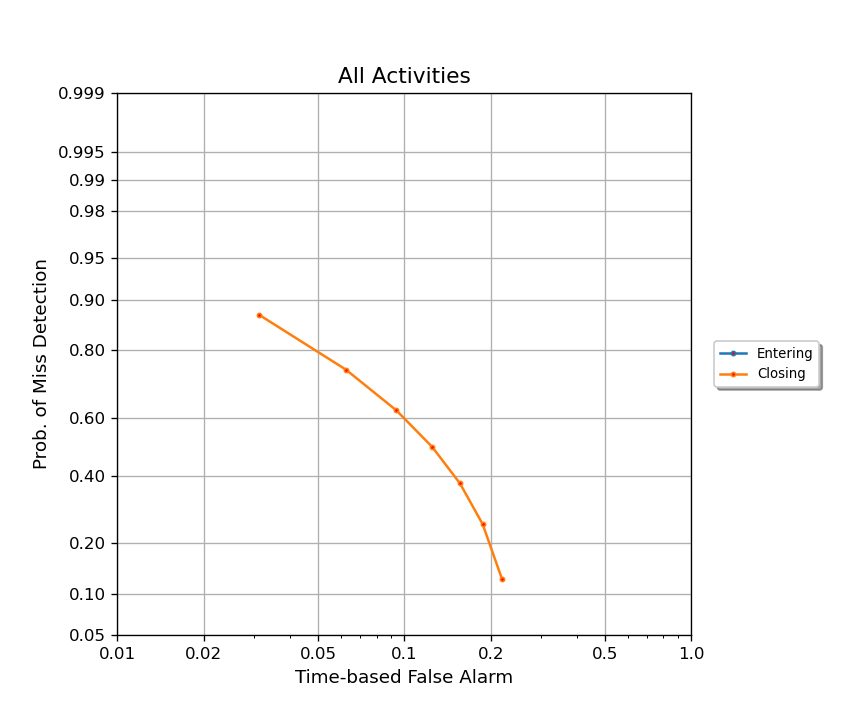 All Activities
0.999
0.995
0.99
0.98
0.95
0.90
0.80
0.60
0.40
0.20
0.10
0.05
Prob. of Miss Detection
0.01 0.02 0.05 0.1 0.2 0.5 1.0
Time-based False Alarm
Entering
Closing